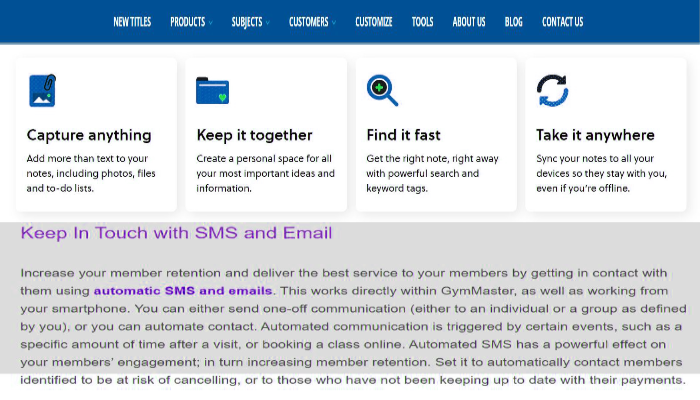 NEW TITLES PRODUCTS SUBJECTS CUSTOMERS CUSTOMIZE TOOLS ABOUT US BLOG CONTACT US
Capture anything
Add more than text to your
notes, including photos, files
and to-do lists.
Keep it together
Create a personal space for all
your most important ideas and
information.
Find it fast
Get the right note, right away
with powerful search and
keyword tags.
Take it anywhere
Sync your notes to all your
devices so they stay with you,
even if you're offline.
Keep In Touch with SMS and Email
Increase your member retention and deliver the best service to your members by getting in contact with
them using automatic SMS and emails. This works directly within GymMaster, as well as working from
your smartphone. You can either send one-off communication (either to an individual or a group as defined
by you), or you can automate contact. Automated communication is triggered by certain events, such as a
specific amount of time after a visit, or booking a class online. Automated SMS has a powerful effect on
your members' engagement; in turn increasing member retention. Set it to automatically contact members
identified to be at risk of cancelling, or to those who have not been keeping up to date with their payments.